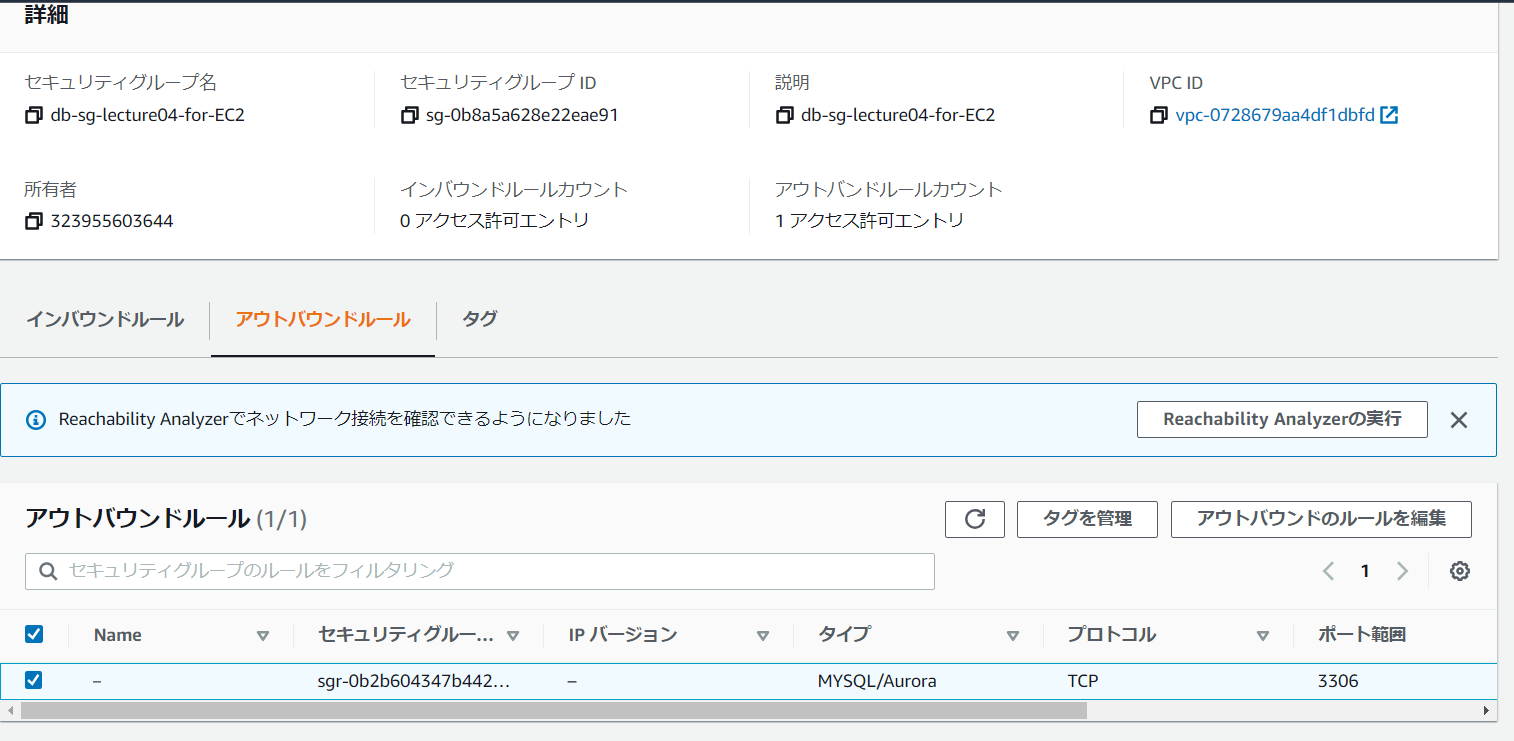 詳細
セキュリティグループ名 セキュリティグループ ID 説明 VPC ID
db-sg-lecture04-for-EC2 sg-0b8a5a628e22eae91 db-sg-lecture04-for-EC2 vpc-0728679aa4df1dbfd
所有者 インバウンドルールカウント アウトバンドルールカウント
323955603644 0 アクセス許可エントリ 1 アクセス許可エントリ
インバウンドルール アウトバウンドルール タグ
Reachability Analyzerでネットワーク接続を確認できるようになりました Reachability Analyzerの実行
アウトバウンドルール (1/1) タグを管理 アウトバウンドのルールを編集
セキュリティグループのルールをフィルタリング 1
Name セキュリティグルー... IP バージョン タイプ プロトコル ポート範囲
– sgr-0b2b604347b442... – MYSQL/Aurora TCP 3306